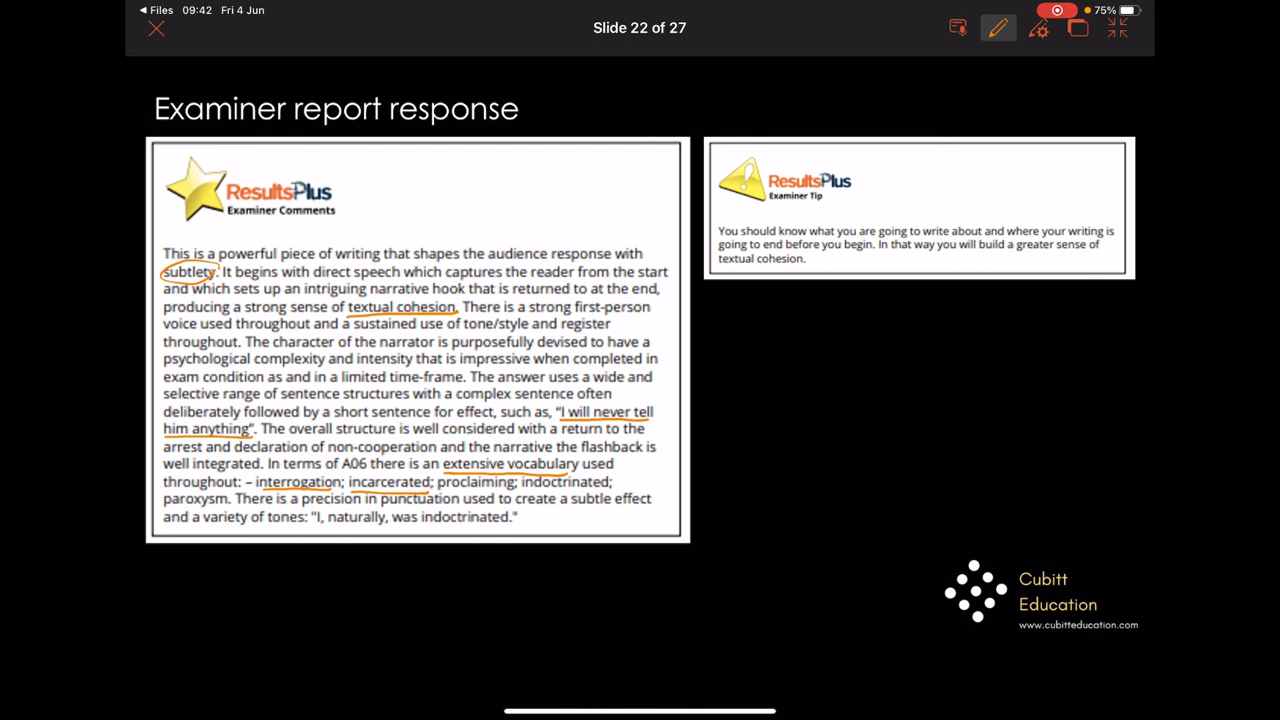 Files 09:42 Fri 4 Jun
75%
Slide 22 of 27
Examiner report response
ResultsPlus
Examiner Comments
This is a powerful piece of writing that shapes the audience response with
subtlety. It begins with direct speech which captures the reader from the start
and which sets up an intriguing narrative hook that is returned to at the end,
producing a strong sense of textual cohesion. There is a strong first-person
voice used throughout and a sustained use of tone/style and register
throughout. The character of the narrator is purposefully devised to have a
psychological complexity and intensity that is impressive when completed in
exam condition as and in a limited time-frame. The answer uses a wide and
selective range of sentence structures with a complex sentence often
deliberately followed by a short sentence for effect, such as, "I will never tell
him anything". The overall structure is well considered with a return to the
arrest and declaration of non-cooperation and the narrative the flashback is
well integrated. In terms of A06 there is an extensive vocabulary used
throughout: – interrogation; incarcerated; proclaiming; indoctrinated;
paroxysm. There is a precision in punctuation used to create a subtle effect
and a variety of tones: "I, naturally, was indoctrinated."
ResultsPlus
Examiner Tip
You should know what you are going to write about and where your writing is
going to end before you begin. In that way you will build a greater sense of
textual cohesion.
Cubitt
Education
www.cubitteducation.com